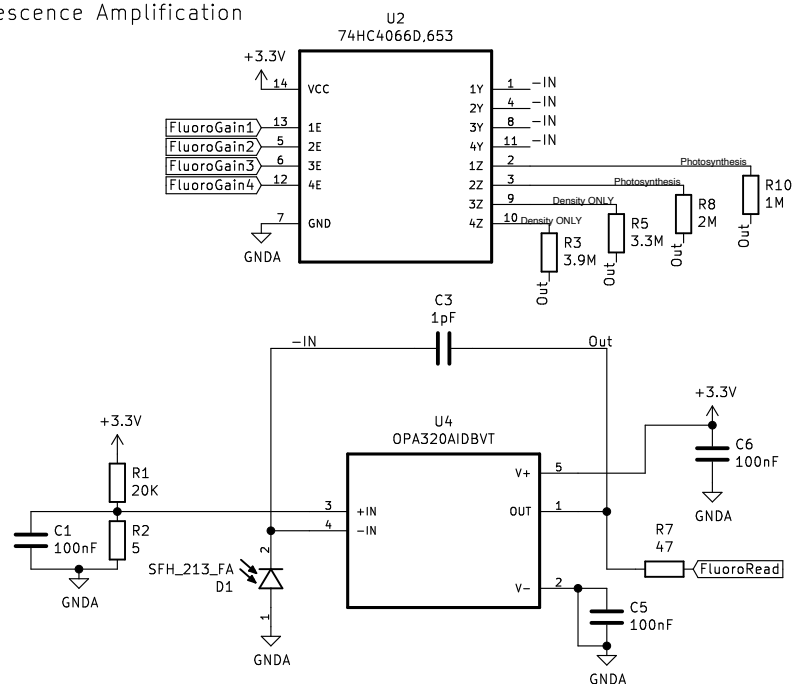 escence Amplification
U2
74HC4066D,653
+3.3V
14 VCC
1Y 1 -IN
2Y 4 -IN
FluoroGain1 13 1E
3Y 8 -IN
FluoroGain2 5 2E
4Y 11 -IN
FluoroGain3 6 3E
1Z 2 Photosynthesis
FluoroGain4 12 4E
2Z 3 Photosynthesis
R10
1M
Out
3Z 9 Density ONLY
R8
2M
Out
7 GND
GNDA
4Z 10 Density ONLY
R5
3.3M
Out
R3
3.9M
Out
C3
1pF
-IN
Out
+3.3V
U4
OPA320AIDBVT
+3.3V
R1
20K
V+ 5
C6
100nF
GNDA
3 +IN
OUT 1
4 -IN
C1
100nF
R2
5
GNDA
2
SFH_213_FA
D1
1
GNDA
R7
47
FluoroRead
V- 2
C5
100nF
GNDA